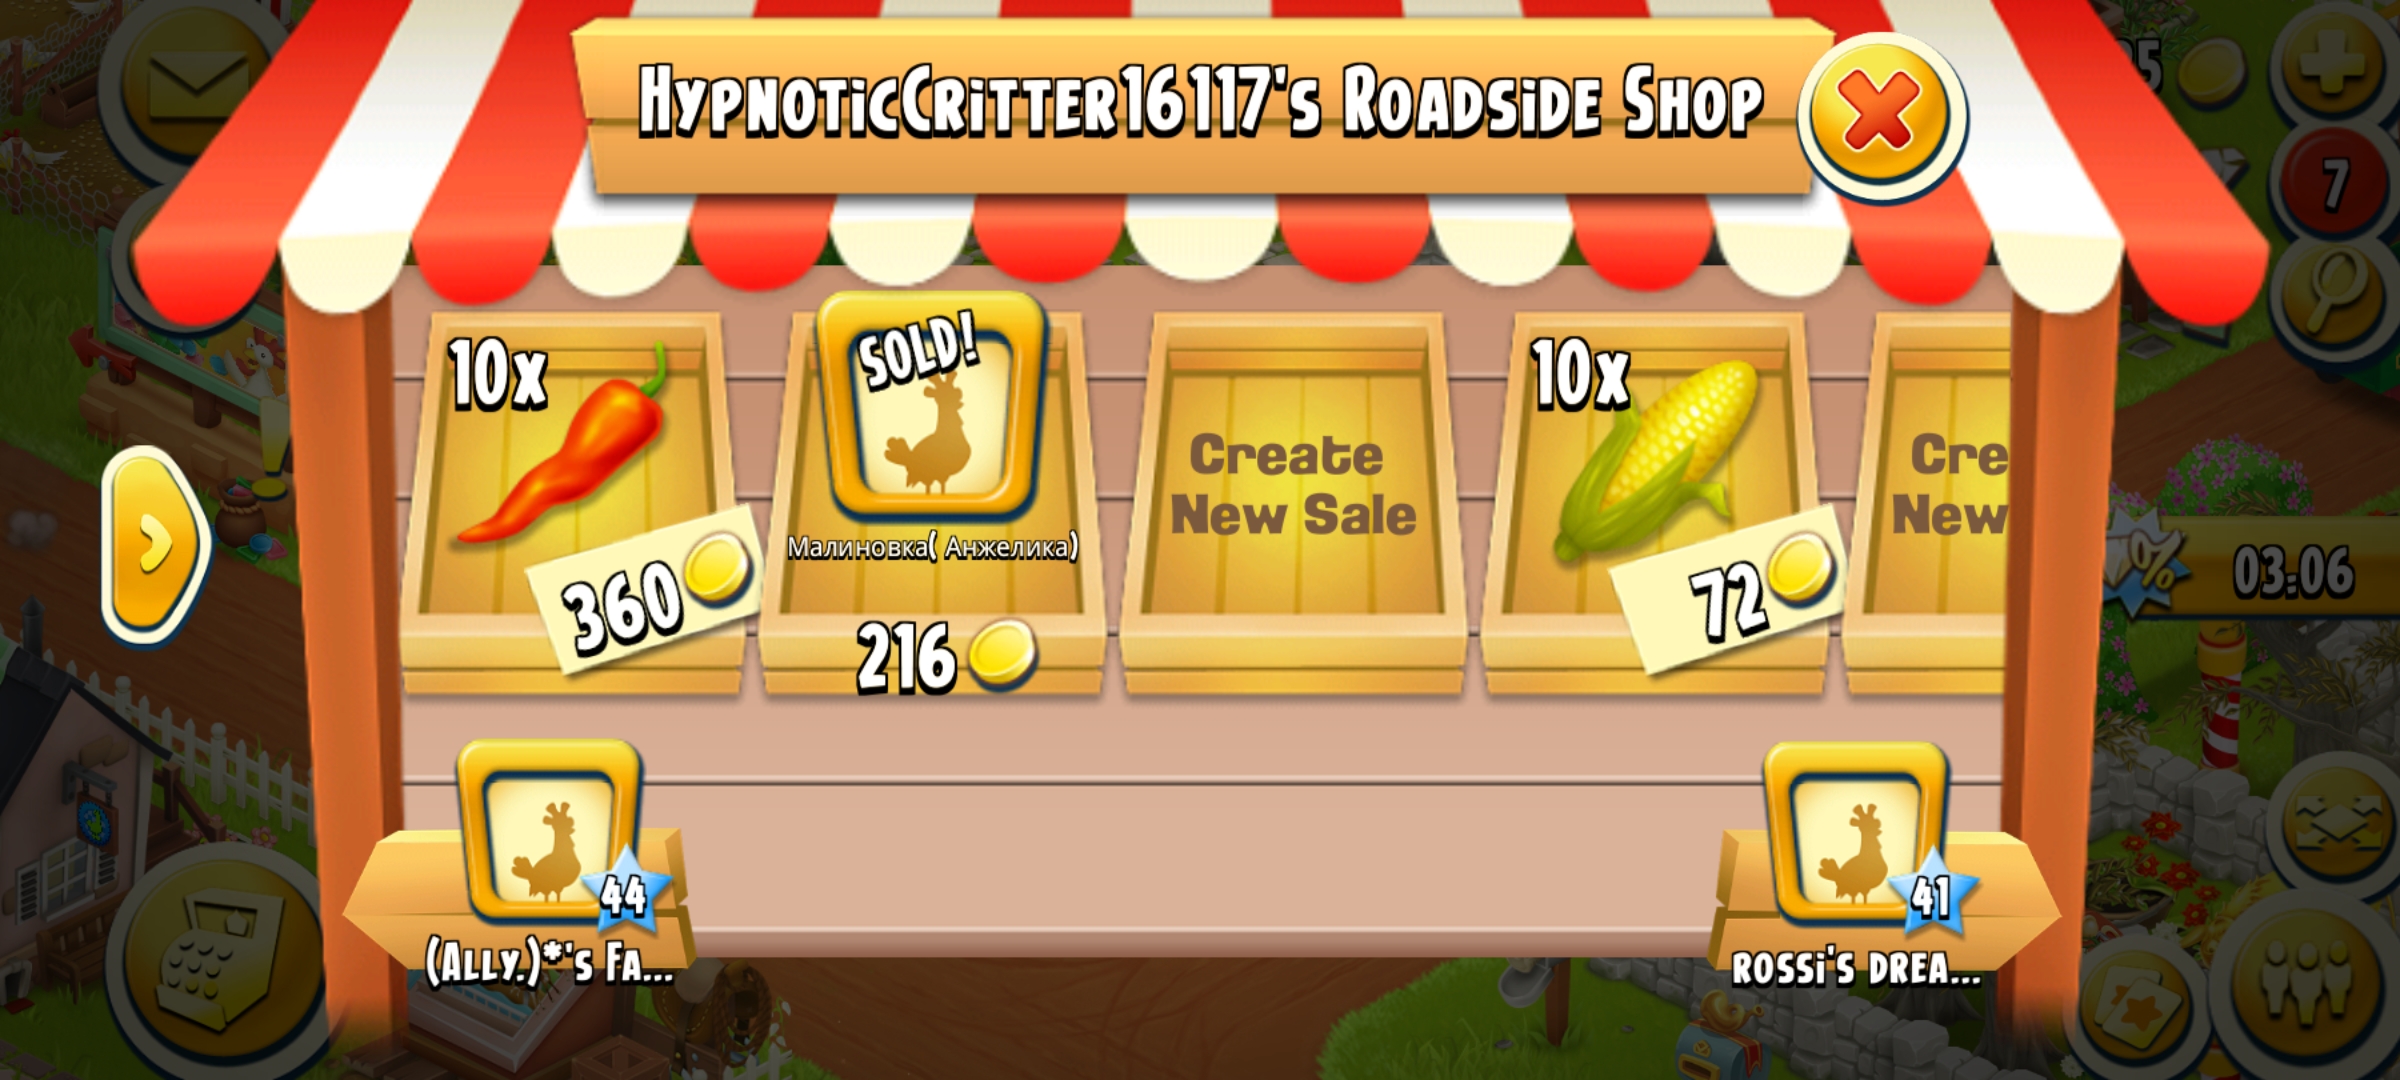 HypnoticCritter16117's Roadside Shop
10x
360
SOLD!
Малиновка( Анжелика)
216
Create
New Sale
10x
72
Cre
New
7
03:06
44
(Ally.)*'s Fa...
41
ROSSi's DREA...